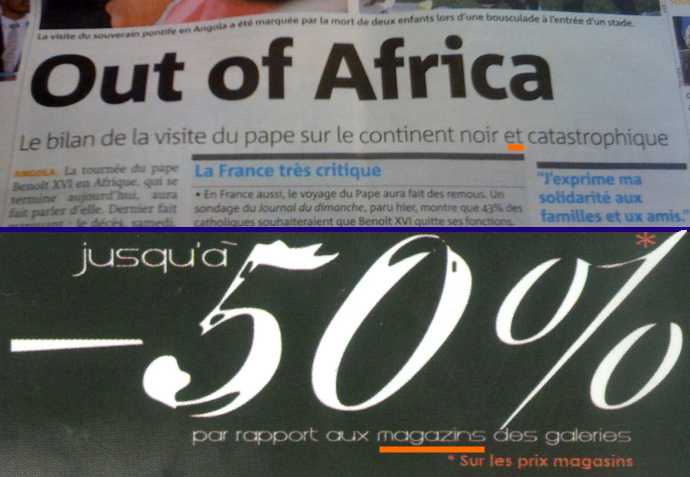 La visite du souverain pontife en Angola a été marquée par la mort de deux enfants lors d'une bousculade à l'entrée d'un stade.
Out of Africa
Le bilan de la visite du pape sur le continent noir et catastrophique
ANGOLA. La tournée du pape
Benoît XVI en Afrique, qui se
termine aujourd'hui, aura
fait parler d'elle. Dernier fait
marquant : le décès, samedi,
La France très critique
• En France aussi, le voyage du Pape aura fait des remous. Un
sondage du Journal du dimanche, paru hier, montre que 43% des
catholiques souhaiteraient que Benoît XVI quitte ses fonctions.
"J'exprime ma
solidarité aux
familles et ux amis."
jusqu'à
–50%*
par rapport aux magazins des galeries
* Sur les prix magasins